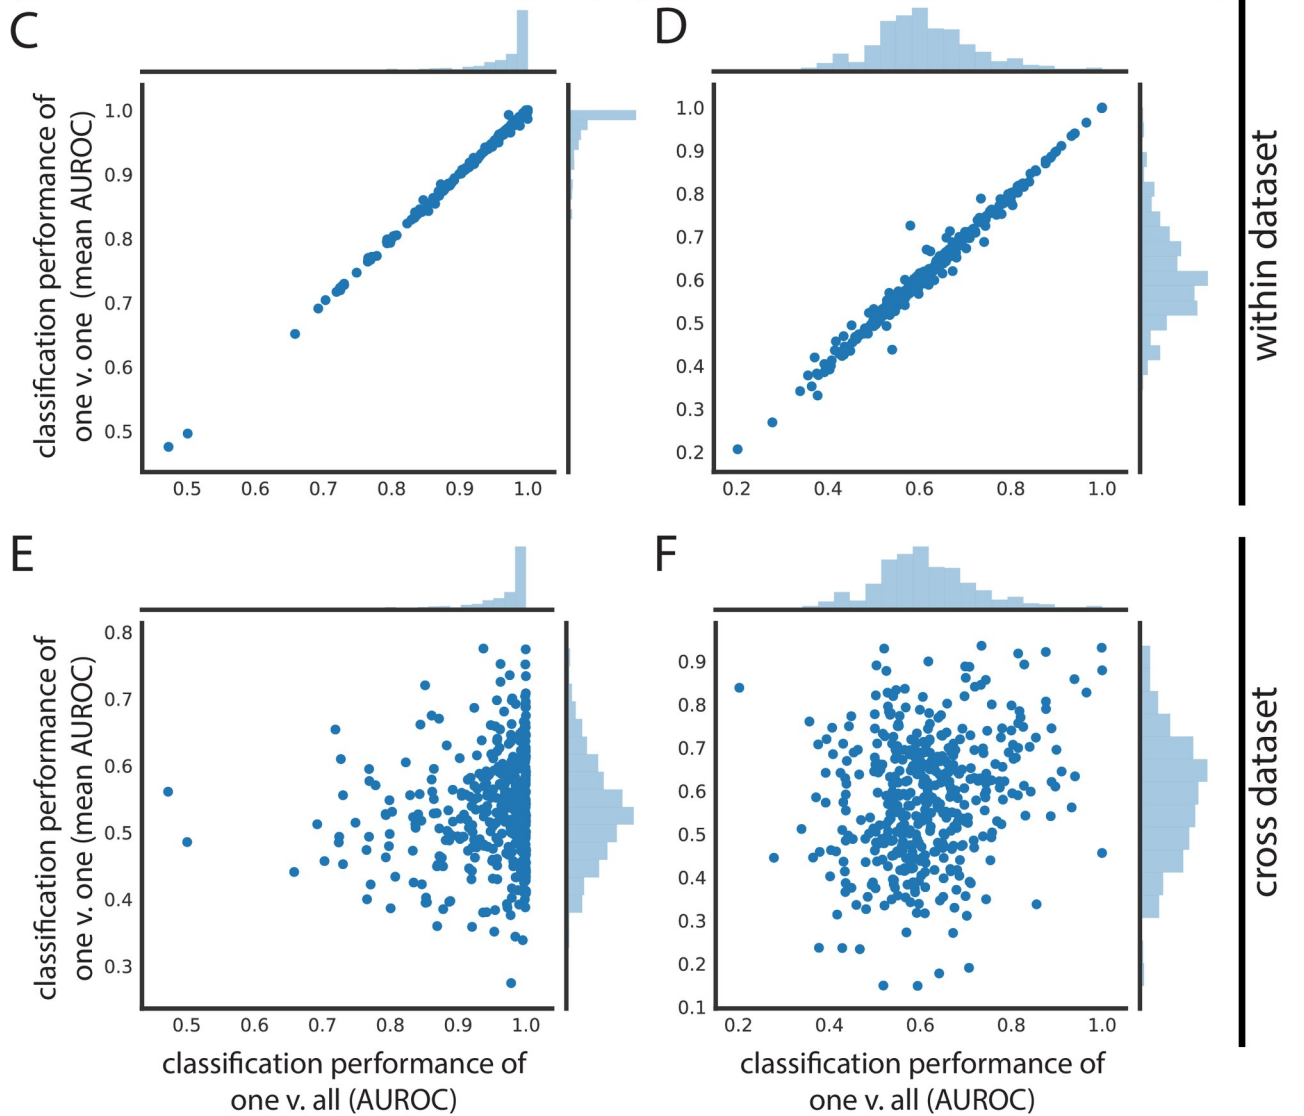 C
classification performance of
one v. one  (mean AUROC)
1.0
0.9
0.8
0.7
0.6
0.5
0.5 0.6 0.7 0.8 0.9 1.0
D
1.0
0.9
0.8
0.7
0.6
0.5
0.4
0.3
0.2
0.2 0.4 0.6 0.8 1.0
within dataset
E
classification performance of
one v. one (mean AUROC)
0.8
0.7
0.6
0.5
0.4
0.3
0.5 0.6 0.7 0.8 0.9 1.0
classification performance of
one v. all (AUROC)
F
0.9
0.8
0.7
0.6
0.5
0.4
0.3
0.2
0.1
0.2 0.4 0.6 0.8 1.0
classification performance of
one v. all (AUROC)
cross dataset